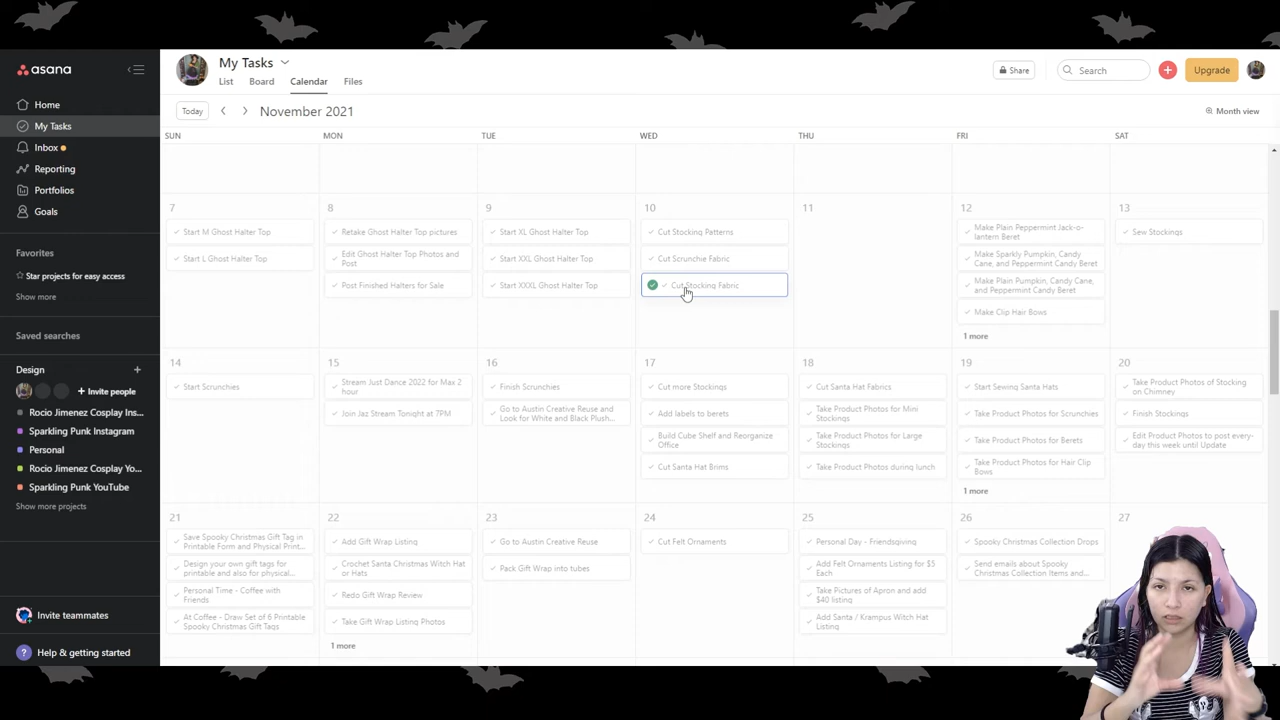 asana
Home
My Tasks
Inbox
Reporting
Portfolios
Goals
Favorites
Star projects for easy access
Show more
Saved searches
Design
Invite people
Rocio Jimenez Cosplay Ins...
Sparkling Punk Instagram
Personal
Rocio Jimenez Cosplay Yo...
Sparkling Punk YouTube
Show more projects
Invite teammates
Help & getting started
My Tasks
List Board Calendar Files
Share
Search
Upgrade
Today
November 2021
Month view
SUN MON TUE WED THU FRI SAT
7
Start M Ghost Halter Top
Start L Ghost Halter Top
8
Retake Ghost Halter Top pictures
Edit Ghost Halter Top Photos and
Post
Post Finished Halters for Sale
9
Start XL Ghost Halter Top
Start XXL Ghost Halter Top
Start XXXL Ghost Halter Top
10
Cut Stocking Patterns
Cut Scrunchie Fabric
Cut Stocking Fabric
11
12
Make Plain Peppermint Jack-o-
lantern Beret
Make Sparkly Pumpkin, Candy
Cane, and Peppermint Candy Beret
Make Plain Pumpkin, Candy Cane,
and Peppermint Candy Beret
Make Clip Hair Bows
1 more
13
Sew Stockings
14
Start Scrunchies
15
Stream Just Dance 2022 for Max 2
hour
Join Jaz Stream Tonight at 7PM
16
Finish Scrunchies
Go to Austin Creative Reuse and
Look for White and Black Plush...
17
Cut more Stockings
Add labels to berets
Build Cube Shelf and Reorganize
Office
Cut Santa Hat Brims
18
Cut Santa Hat Fabrics
Take Product Photos for Mini
Stockings
Take Product Photos for Large
Stockings
Take Product Photos during lunch
19
Start Sewing Santa Hats
Take Product Photos for Scrunchies
Take Product Photos for Berets
Take Product Photos for Hair Clip
Bows
1 more
20
Take Product Photos of Stocking
on Chimney
Finish Stockings
Edit Product Photos to post every-
day this week until Update
21
Save Spooky Christmas Gift Tag in
Printable Form and Physical Print...
Design your own gift tags for
printable and also for physical...
Personal Time - Coffee with
Friends
At Coffee - Draw Set of 6 Printable
Spooky Christmas Gift Tags
22
Add Gift Wrap Listing
Crochet Santa Christmas Witch Hat
or Hats
Redo Gift Wrap Review
Take Gift Wrap Listing Photos
1 more
23
Go to Austin Creative Reuse
Pack Gift Wrap into tubes
24
Cut Felt Ornaments
25
Personal Day - Friendsgiving
Add Felt Ornaments Listing for $5
Each
Take Pictures of Apron and add
$40 listing
Add Santa / Krampus Witch Hat
Listing
26
Spooky Christmas Collection Drops
Send emails about Spooky
Christmas Collection Items and...
27